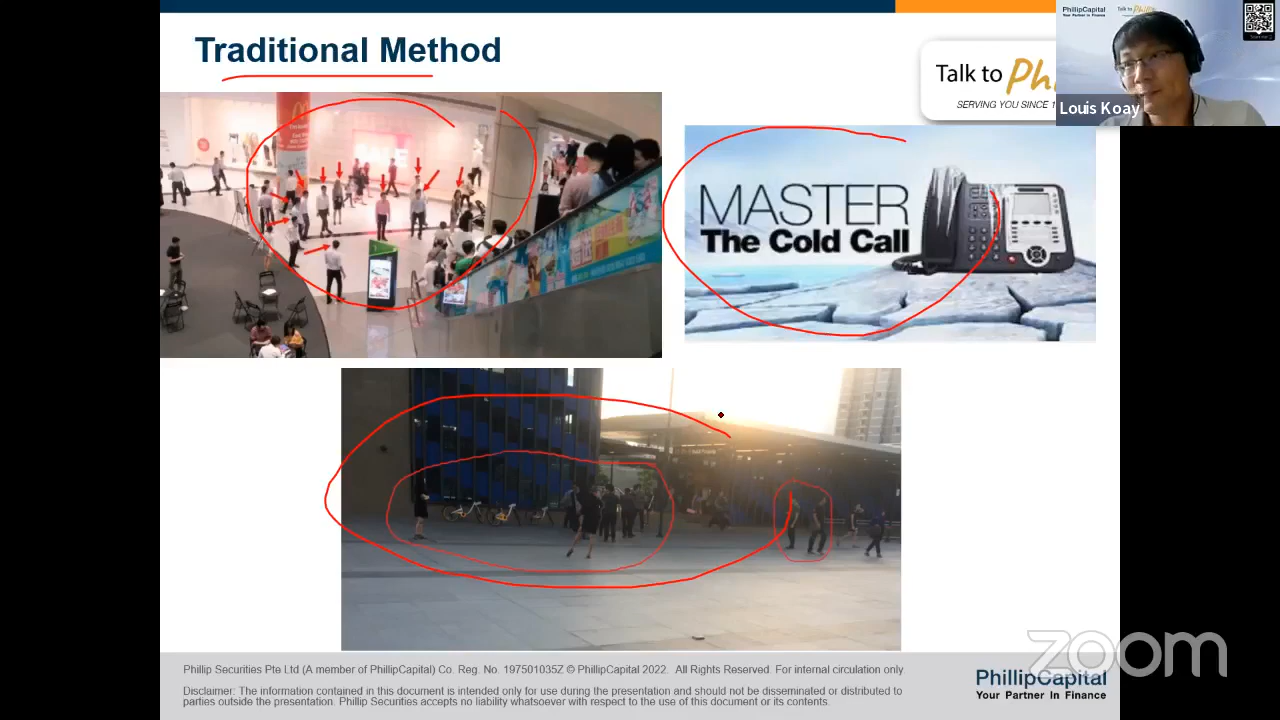 Traditional Method
PhillipCapital
Your Partner in Finance
Talk to
Talk to Ph
SERVING YOU SINCE 1
Louis Koay
MASTER
The Cold Call
Phillip Securities Pte Ltd (A member of PhillipCapital) Co. Reg. No. 197501035Z © PhillipCapital 2022. All Rights Reserved. For internal circulation only.
Disclaimer: The information contained in this document is intended only for use during the presentation and should not be disseminated or distributed to
parties outside the presentation. Phillip Securities accepts no liability whatsoever with respect to the use of this document or its contents.
PhillipCapital
Your Partner In Finance
zoom